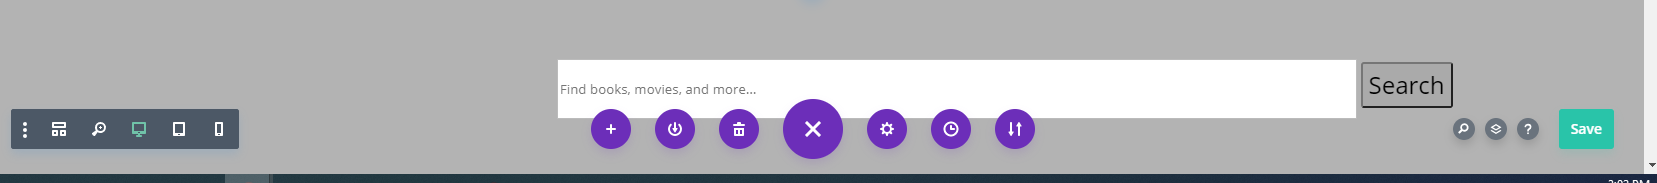 Find books, movies, and more...
Search
?
Save